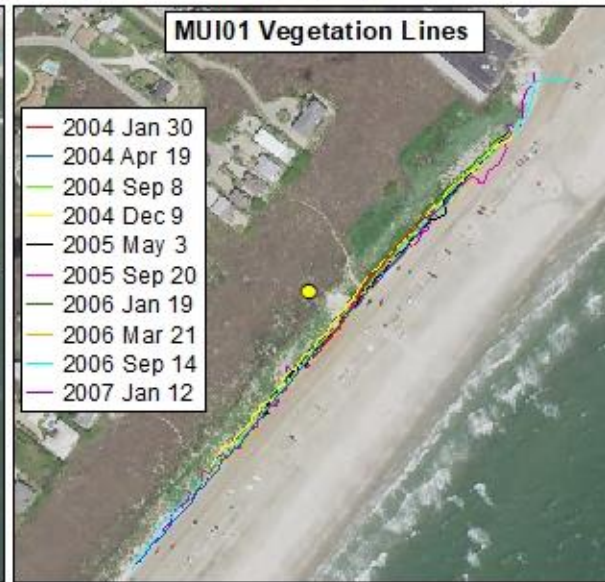 MUI01 Vegetation Lines
2004 Jan 30
2004 Apr 19
2004 Sep 8
2004 Dec 9
2005 May 3
2005 Sep 20
2006 Jan 19
2006 Mar 21
2006 Sep 14
2007 Jan 12